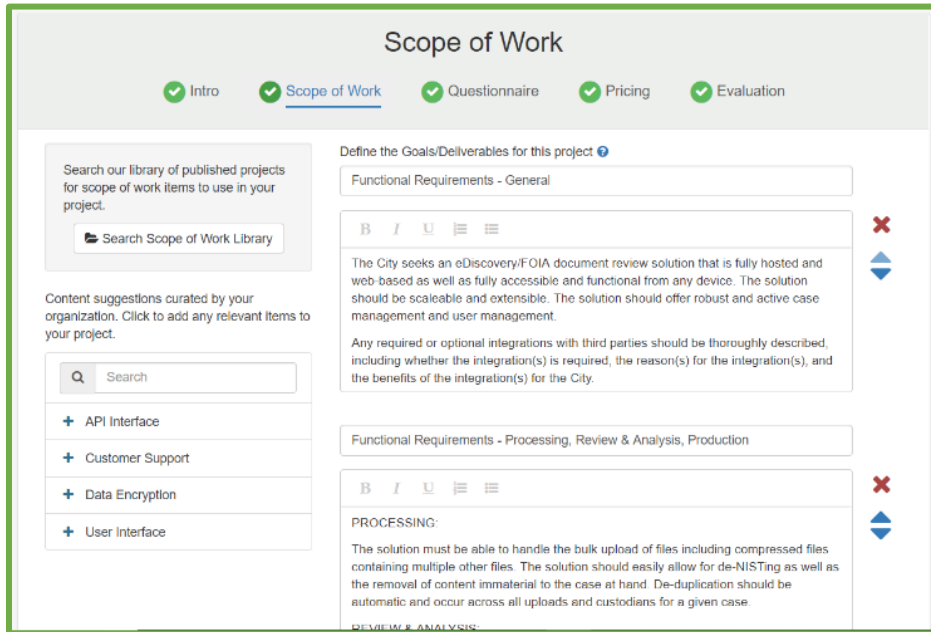 Scope of Work
Intro
Scope of Work
Questionnaire
Pricing
Evaluation
Search our library of published projects
for scope of work items to use in your
project.
Search Scope of Work Library
Content suggestions curated by your
organization. Click to add any relevant items to
your project.
Search
API Interface
Customer Support
Data Encryption
User Interface
Define the Goals/Deliverables for this project
Functional Requirements - General
B I U
The City seeks an eDiscovery/FOIA document review solution that is fully hosted and
web-based as well as fully accessible and functional from any device. The solution
should be scaleable and extensible. The solution should offer robust and active case
management and user management.
Any required or optional integrations with third parties should be thoroughly described,
including whether the integration(s) is required, the reason(s) for the integration(s), and
the benefits of the integration(s) for the City.
Functional Requirements - Processing, Review & Analysis, Production
B I U
PROCESSING:
The solution must be able to handle the bulk upload of files including compressed files
containing multiple other files. The solution should easily allow for de-NISTing as well as
the removal of content immaterial to the case at hand. De-duplication should be
automatic and occur across all uploads and custodians for a given case.
REVIEW & ANALYSIS: